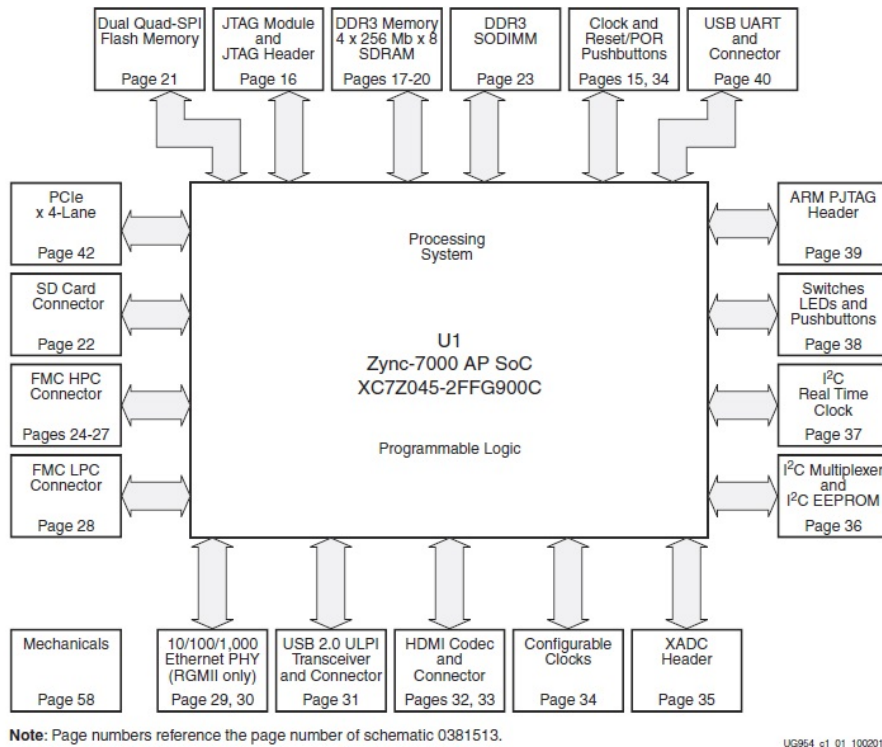 Dual Quad-SPI
Flash Memory
Page 21
JTAG Module
and
JTAG Header
Page 16
DDR3 Memory
4 x 256 Mb x 8
SDRAM
Pages 17-20
DDR3
SODIMM
Page 23
Clock and
Reset/POR
Pushbuttons
Pages 15, 34
USB UART
and
Connector
Page 40
PCIe
x 4-Lane
Page 42
SD Card
Connector
Page 22
FMC HPC
Connector
Pages 24-27
FMC LPC
Connector
Page 28
Processing
System
U1
Zync-7000 AP SoC
XC7Z045-2FFG900C
Programmable Logic
ARM PJTAG
Header
Page 39
Switches
LEDs and
Pushbuttons
Page 38
I²C
Real Time
Clock
Page 37
I²C Multiplexer
and
I²C EEPROM
Page 36
Mechanicals
Page 58
10/100/1,000
Ethernet PHY
(RGMII only)
Page 29, 30
USB 2.0 ULPI
Transceiver
and Connector
Page 31
HDMI Codec
and
Connector
Pages 32, 33
Configurable
Clocks
Page 34
XADC
Header
Page 35
Note: Page numbers reference the page number of schematic 0381513.
UG954_c1_01_100201